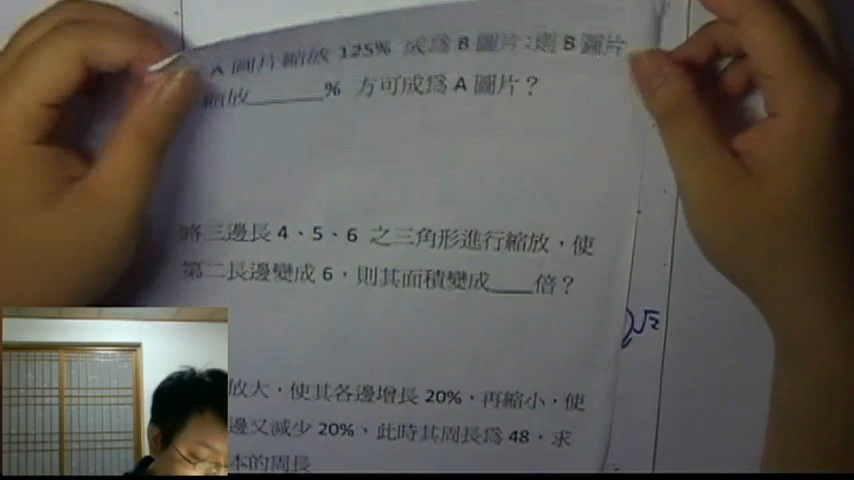 A 圖片縮放 125% 成為 B 圖片；則 B 圖片
縮放______% 方可成為 A 圖片？
將三邊長 4、5、6 之三角形進行縮放，使
第二長邊變成 6，則其面積變成____倍？
√2
放大，使其各邊增長 20%，再縮小，使
邊又減少 20%，此時其周長為 48，求
本的周長